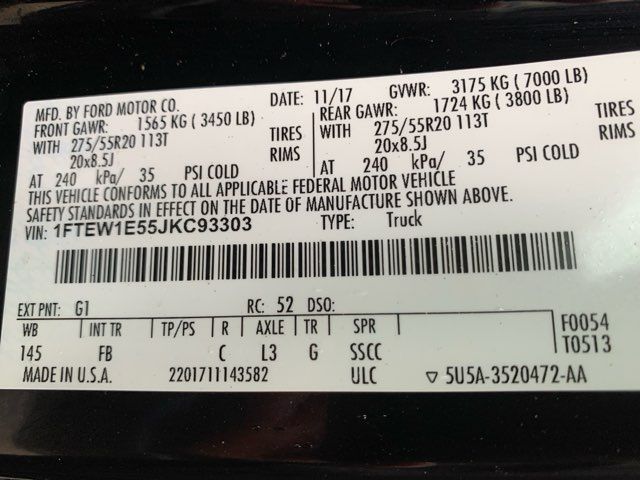 MFD. BY FORD MOTOR CO. DATE: 11/17 GVWR: 3175 KG ( 7000 LB)
FRONT GAWR: 1565 KG ( 3450 LB) REAR GAWR: 1724 KG ( 3800 LB)
WITH 275/55R20 113T TIRES WITH 275/55R20 113T TIRES
20x8.5J RIMS 20x8.5J RIMS
AT 240 kPa/ 35 PSI COLD AT 240 kPa/ 35 PSI COLD
THIS VEHICLE CONFORMS TO ALL APPLICABLE FEDERAL MOTOR VEHICLE
SAFETY STANDARDS IN EFFECT ON THE DATE OF MANUFACTURE SHOWN ABOVE.
VIN: 1FTEW1E55JKC93303 TYPE: Truck
EXT PNT: G1 RC: 52 DSO:
WB INT TR TP/PS R AXLE TR SPR F0054
145 FB C L3 G SSCC T0513
MADE IN U.S.A. 2201711143582 ULC ▽ 5U5A-3520472-AA